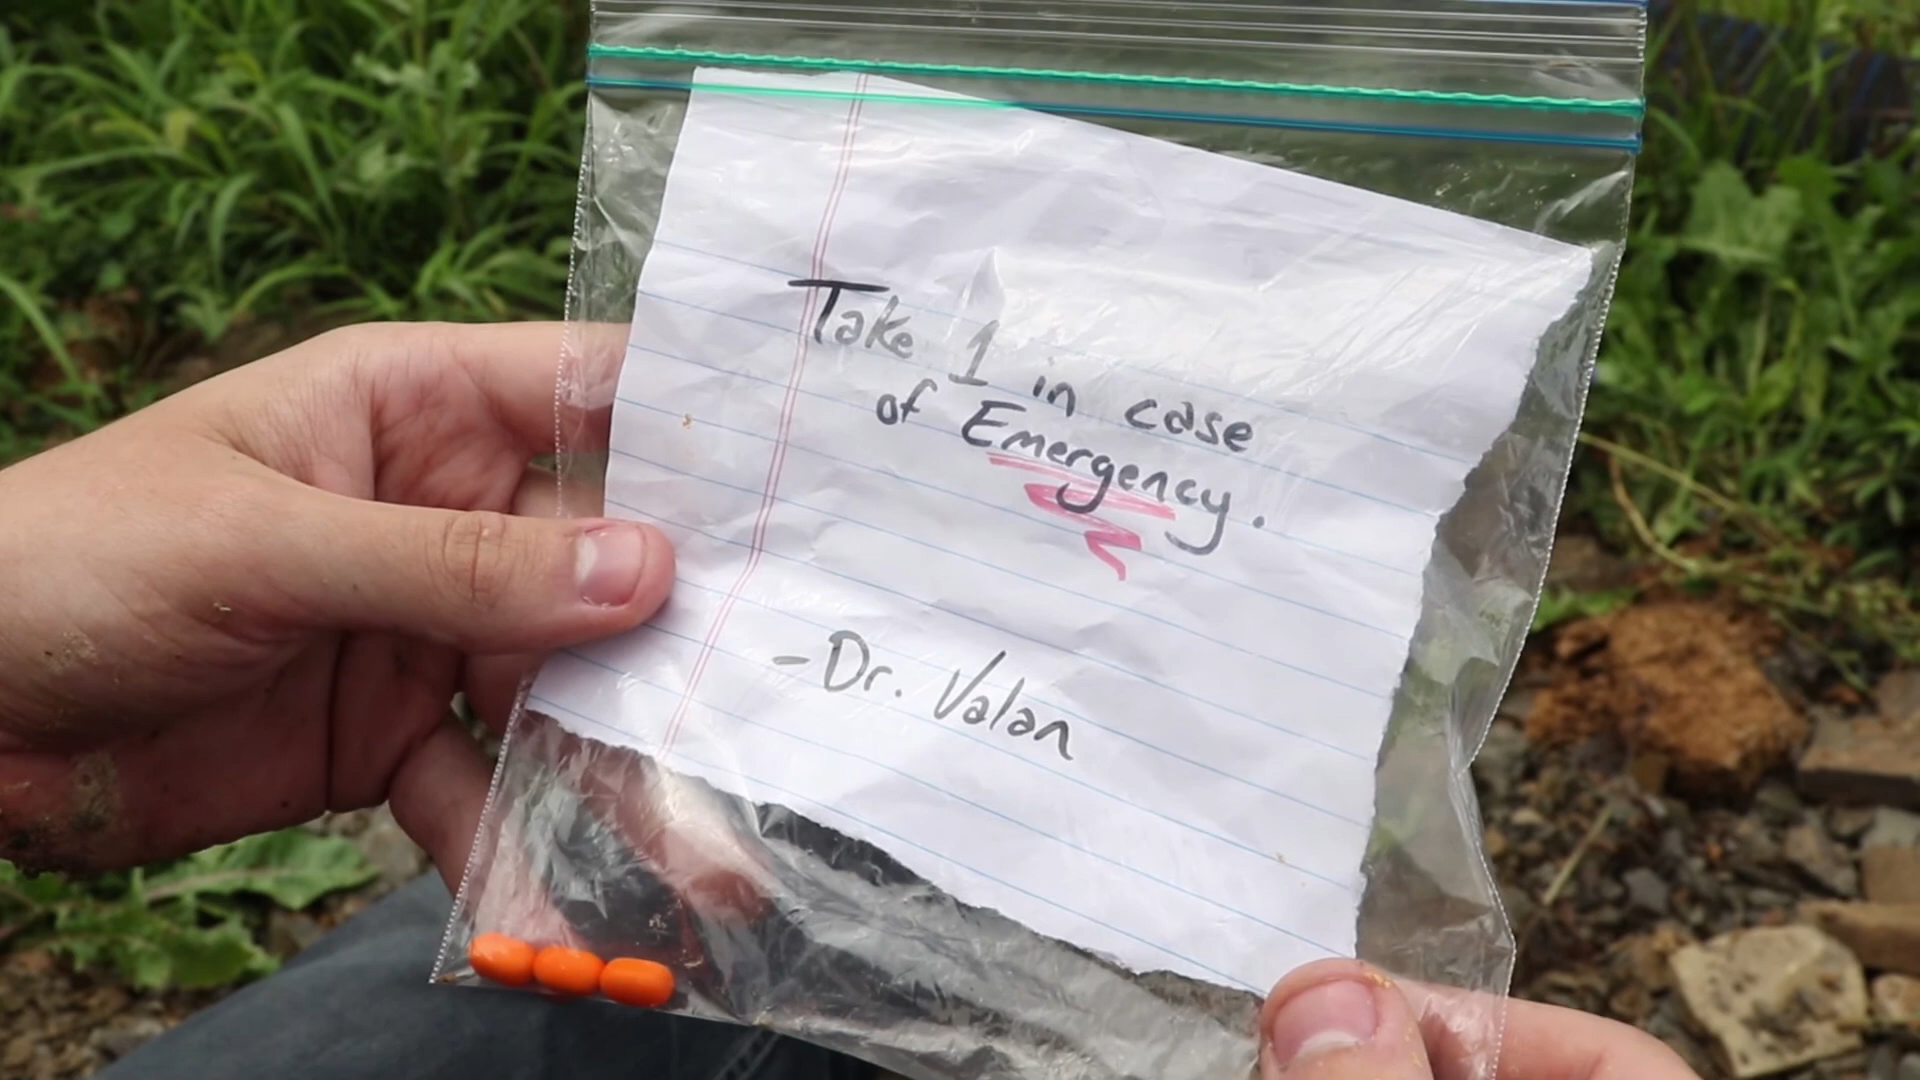 Take 1 in case
of Emergency.
-Dr. Valan